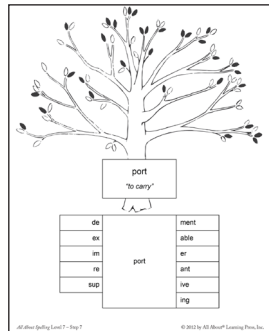 port
"to carry"
de
ment
ex
able
im
port
er
re
ant
sup
ive
ing
All About Spelling Level 7 – Step 7
© 2012 by All About® Learning Press, Inc.